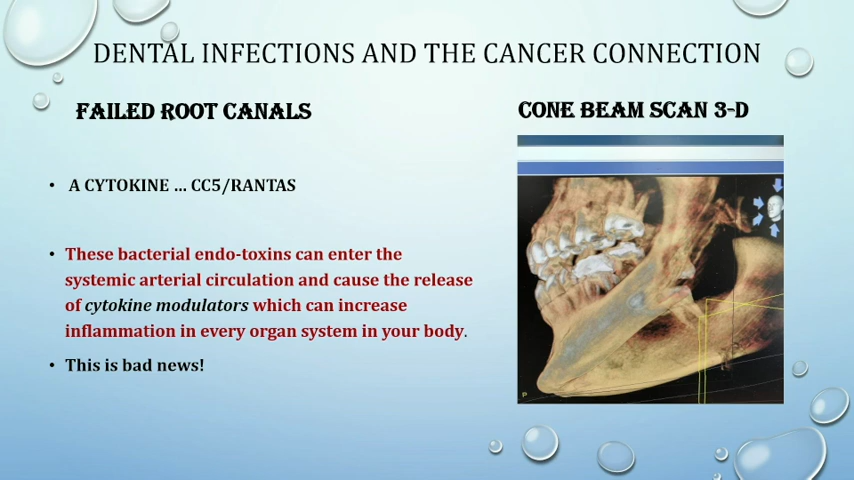 DENTAL INFECTIONS AND THE CANCER CONNECTION
FAILED ROOT CANALS
• A CYTOKINE ... CC5/RANTAS
• These bacterial endo-toxins can enter the
systemic arterial circulation and cause the release
of cytokine modulators which can increase
inflammation in every organ system in your body.
• This is bad news!
CONE BEAM SCAN 3-D
P